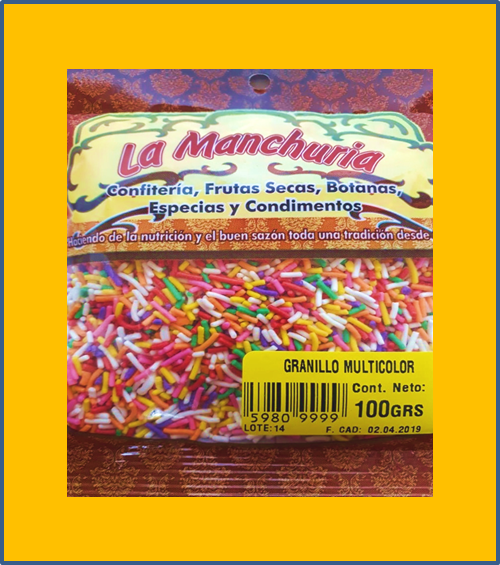 La Manchuria
Confitería, Frutas Secas, Botanas,
Especias y Condimentos
Haciendo de la nutrición y el buen sazón toda una tradición desde
GRANILLO MULTICOLOR
Cont. Neto:
100GRS
5980 9999
LOTE:14 F. CAD: 02.04.2019